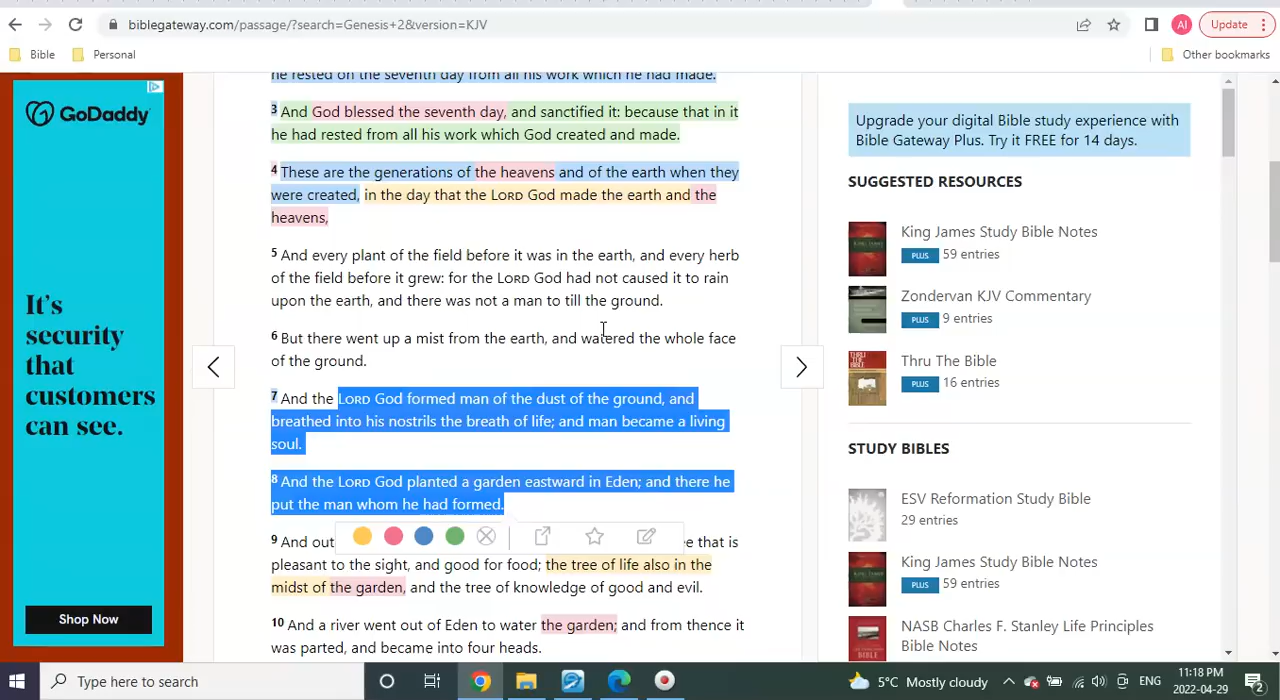 biblegateway.com/passage/?search=Genesis+2&version=KJV
AI
Update
Bible
Personal
Other bookmarks
GoDaddy
It's
security
that
customers
can see.
Shop Now
he rested on the seventh day from all his work which he had made.
3 And God blessed the seventh day, and sanctified it: because that in it
he had rested from all his work which God created and made.
4 These are the generations of the heavens and of the earth when they
were created, in the day that the LORD God made the earth and the
heavens,
5 And every plant of the field before it was in the earth, and every herb
of the field before it grew: for the LORD God had not caused it to rain
upon the earth, and there was not a man to till the ground.
6 But there went up a mist from the earth, and watered the whole face
of the ground.
7 And the LORD God formed man of the dust of the ground, and
breathed into his nostrils the breath of life; and man became a living
soul.
8 And the LORD God planted a garden eastward in Eden; and there he
put the man whom he had formed.
9 And out e that is
pleasant to the sight, and good for food; the tree of life also in the
midst of the garden, and the tree of knowledge of good and evil.
10 And a river went out of Eden to water the garden; and from thence it
was parted, and became into four heads.
Upgrade your digital Bible study experience with
Bible Gateway Plus. Try it FREE for 14 days.
SUGGESTED RESOURCES
King James Study Bible Notes
PLUS 59 entries
Zondervan KJV Commentary
PLUS 9 entries
Thru The Bible
PLUS 16 entries
STUDY BIBLES
ESV Reformation Study Bible
29 entries
King James Study Bible Notes
PLUS 59 entries
NASB Charles F. Stanley Life Principles
Bible Notes
Type here to search
5°C Mostly cloudy
ENG
11:18 PM
2022-04-29
2